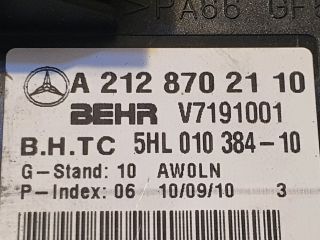 >PA66 GF
A 212 870 21 10
BEHR V7191001
B.H.TC 5HL 010 384-10
G-Stand: 10 AWOLN
P-Index: 06 10/09/10 3